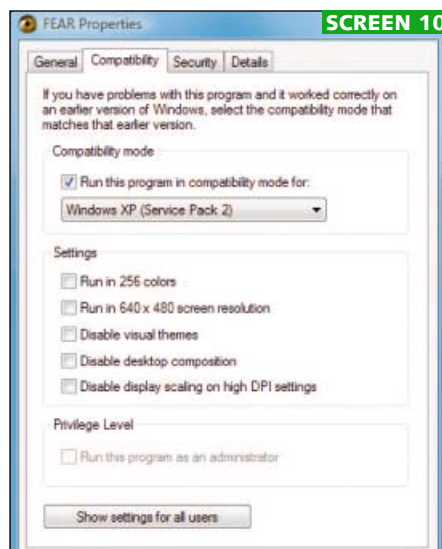 FEAR Properties
SCREEN 10
General Compatibility Security Details
If you have problems with this program and it worked correctly on
an earlier version of Windows, select the compatibility mode that
matches that earlier version.
Compatibility mode
Run this program in compatibility mode for:
Windows XP (Service Pack 2)
Settings
Run in 256 colors
Run in 640 x 480 screen resolution
Disable visual themes
Disable desktop composition
Disable display scaling on high DPI settings
Privilege Level
Run this program as an administrator
Show settings for all users